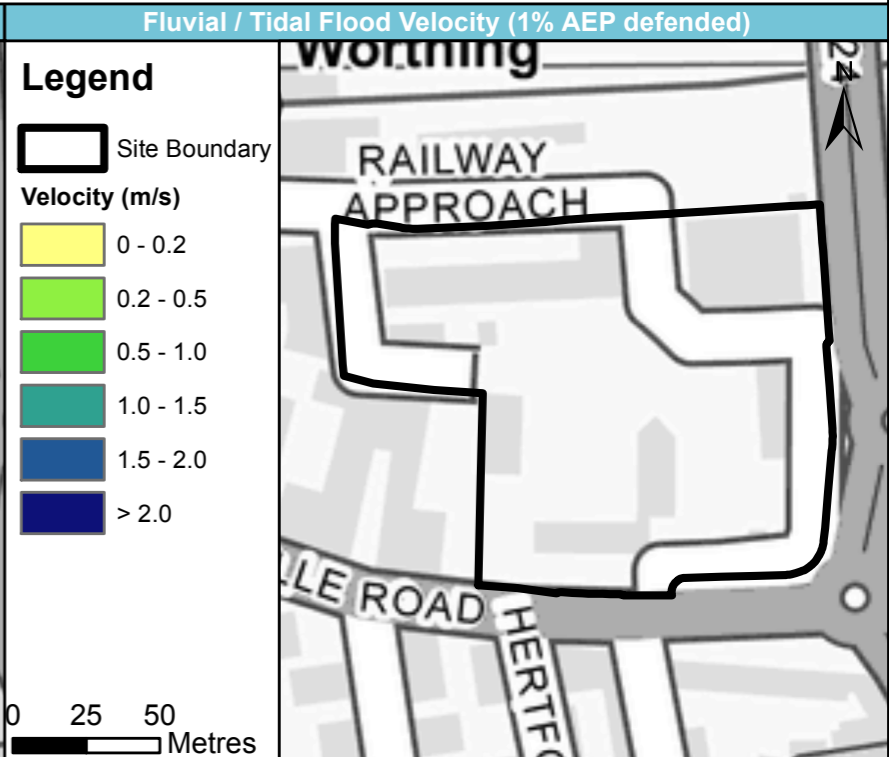 Fluvial / Tidal Flood Velocity (1% AEP defended)
Legend
Site Boundary
Velocity (m/s)
0 - 0.2
0.2 - 0.5
0.5 - 1.0
1.0 - 1.5
1.5 - 2.0
> 2.0
0 25 50
Metres
Worthing
N
RAILWAY
APPROACH
LLE ROAD
HERTFO